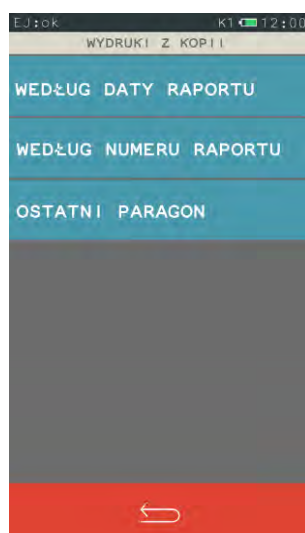 EJ:ok K1 12:00
WYDRUKI Z KOPII
WEDŁUG DATY RAPORTU
WEDŁUG NUMERU RAPORTU
OSTATNI PARAGON